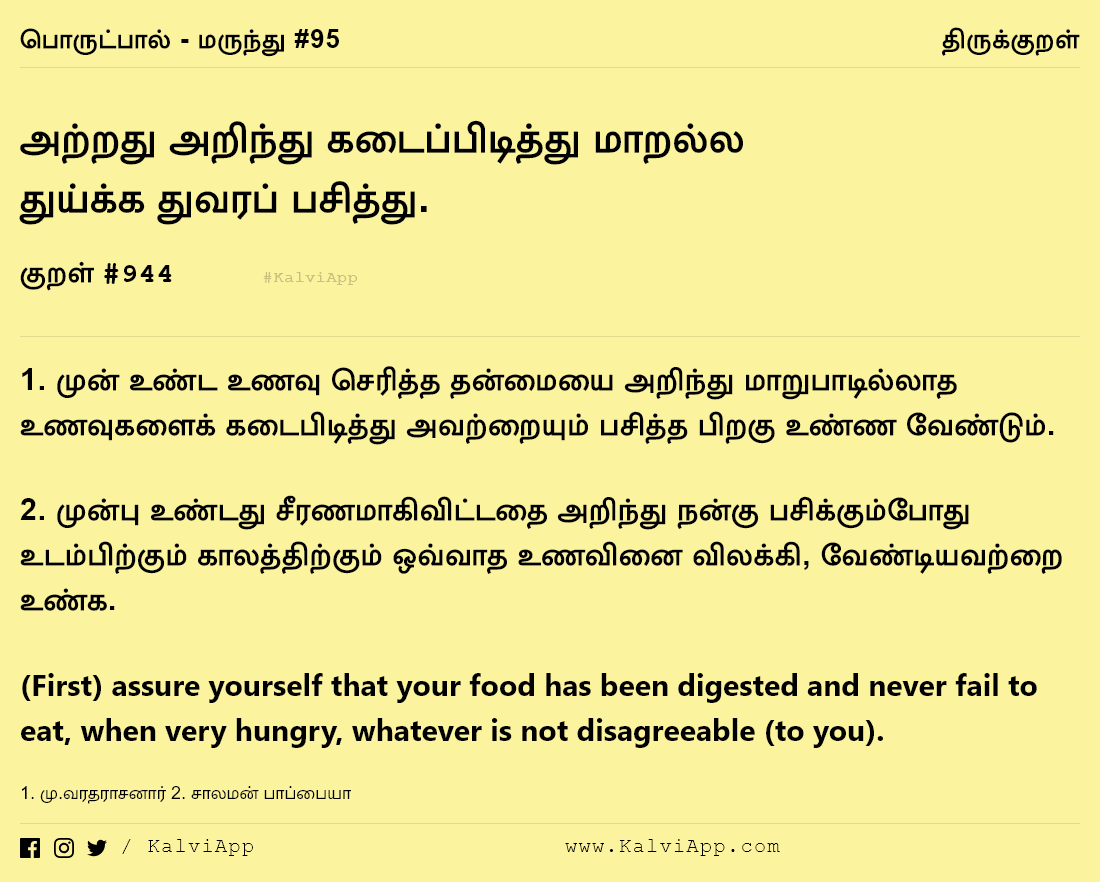 பொருட்பால் - மருந்து #95
திருக்குறள்
அற்றது அறிந்து கடைப்பிடித்து மாறல்ல
துய்க்க துவரப் பசித்து.
குறள் #944
#KalviApp
1. முன் உண்ட உணவு செரித்த தன்மையை அறிந்து மாறுபாடில்லாத
உணவுகளைக் கடைபிடித்து அவற்றையும் பசித்த பிறகு உண்ண வேண்டும்.
2. முன்பு உண்டது சீரணமாகிவிட்டதை அறிந்து நன்கு பசிக்கும்போது
உடம்பிற்கும் காலத்திற்கும் ஒவ்வாத உணவினை விலக்கி, வேண்டியவற்றை
உண்க.
(First) assure yourself that your food has been digested and never fail to
eat, when very hungry, whatever is not disagreeable (to you).
1. மு.வரதராசனார் 2. சாலமன் பாப்பையா
/ KalviApp
www.KalviApp.com